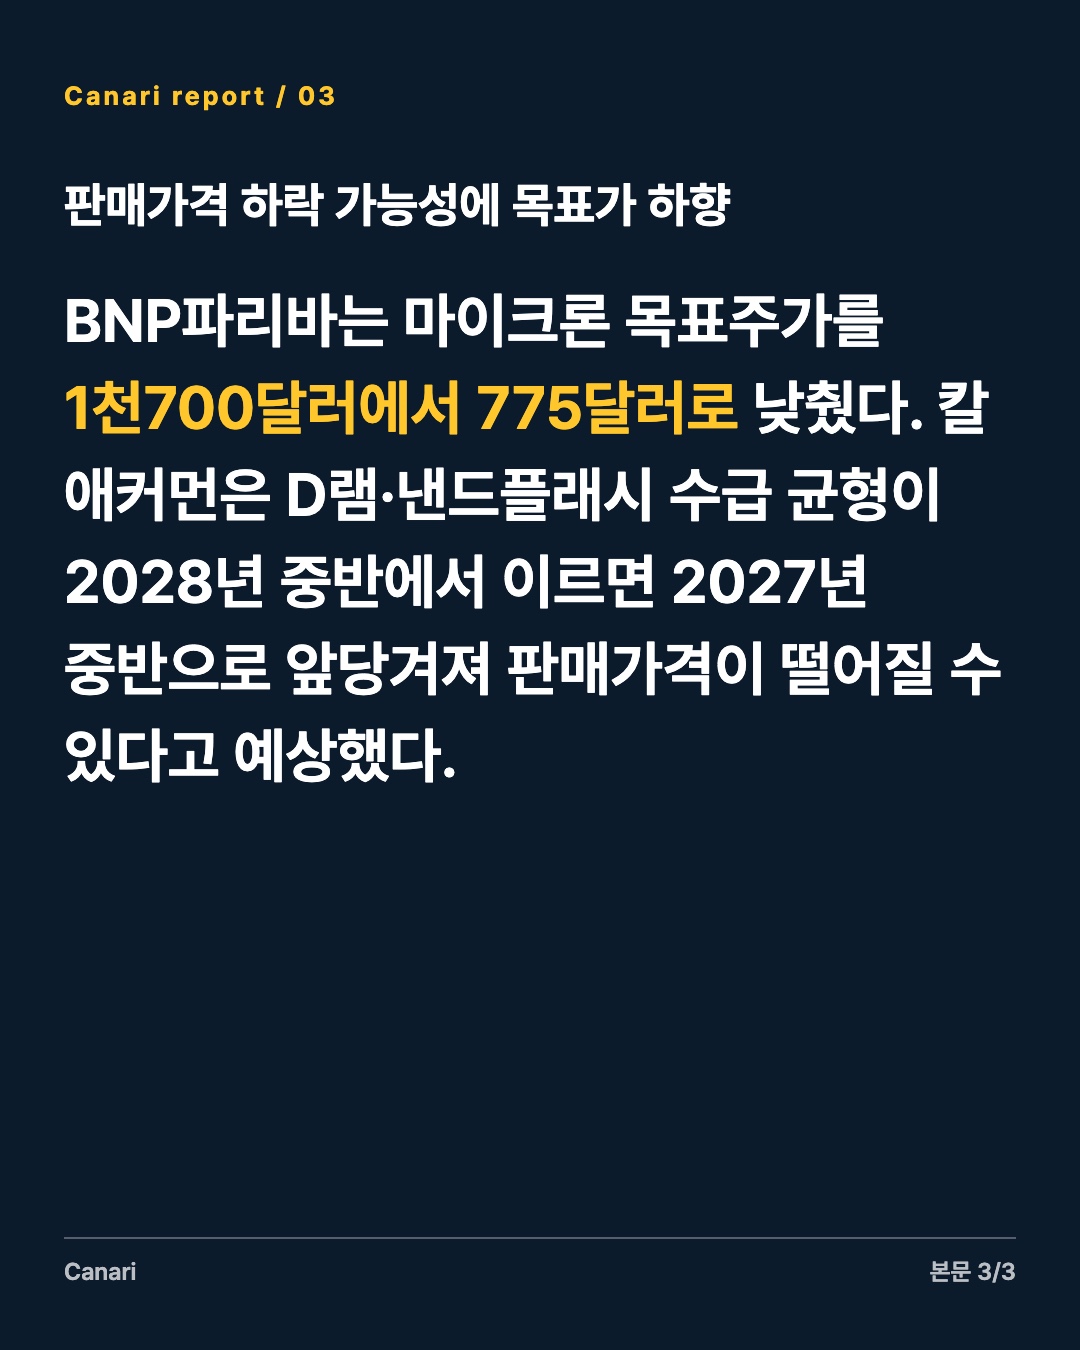 Canari report / 03
판매가격 하락 가능성에 목표가 하향
BNP파리바는 마이크론 목표주가를
1천700달러에서 775달러로 낮췄다. 칼
애커먼은 D램·낸드플래시 수급 균형이
2028년 중반에서 이르면 2027년
중반으로 앞당겨져 판매가격이 떨어질 수
있다고 예상했다.
Canari
본문 3/3